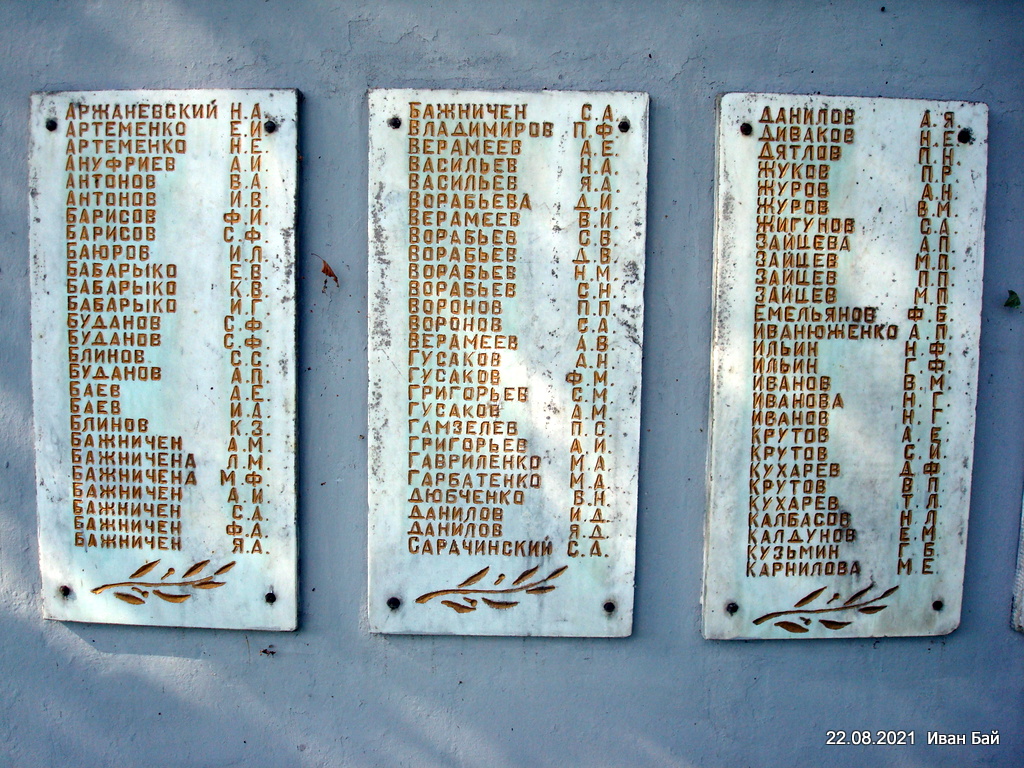 АРЖАНЕВСКИЙ Н.А.
АРТЕМЕНКО Е.И.
АРТЕМЕНКО Н.Е.
АНУФРИЕВ А.И.
АНТОНОВ В.А.
АНТОНОВ И.В.
БАРИСОВ Ф.И.
БАРИСОВ С.Ф.
БАЮРОВ И.Л.
БАБАРЫКО Е.В.
БАБАРЫКО К.В.
БАБАРЫКО И.Г.
БУДАНОВ С.Ф.
БУДАНОВ С.Ф.
БЛИНОВ С.С.
БУДАНОВ А.П.
БАЕВ А.Е.
БАЕВ И.Д.
БЛИНОВ К.З.
БАЖНИЧЕН А.М.
БАЖНИЧЕНА Л.М.
БАЖНИЧЕНА М.Ф.
БАЖНИЧЕН А.И.
БАЖНИЧЕН С.А.
БАЖНИЧЕН Ф.А.
БАЖНИЧЕН Я.А.
БАЖНИЧЕН С.А.
ВЛАДИМИРОВ П.Ф.
ВЕРАМЕЕВ А.Е.
ВАСИЛЬЕВ Н.А.
ВАСИЛЬЕВ Я.А.
ВОРАБЬЕВА Д.И.
ВЕРАМЕЕВ В.И.
ВОРАБЬЕВ С.В.
ВОРАБЬЕВ Д.В.
ВОРАБЬЕВ Н.М.
ВОРАБЬЕВ С.Н.
ВОРОНОВ П.П.
ВОРОНОВ С.А.
ВЕРАМЕЕВ А.В.
ГУСАКОВ Д.Н.
ГУСАКОВ Ф.М.
ГРИГОРЬЕВ С.М.
ГУСАКОВ А.М.
ГАМЗЕЛЕВ П.С.
ГРИГОРЬЕВ А.И.
ГАВРИЛЕНКО М.А.
ГАРБАТЕНКО М.А.
ДЮБЧЕНКО В.Н.
ДАНИЛОВ И.Д.
ДАНИЛОВ Я.Д.
САРАЧИНСКИЙ С.А.
ДАНИЛОВ А.Я
ДИВАКОВ Н.Е.
ДЯТЛОВ П.Н.
ЖУКОВ П.Р.
ЖУРОВ А.Н.
ЖУРОВ В.М.
ЖИГУНОВ С.А.
ЗАЙЦЕВА А.П.
ЗАЙЦЕВ М.П.
ЗАЙЦЕВ П.П.
ЗАЙЦЕВ М.П.
ЕМЕЛЬЯНОВ Ф.Б.
ИВАНЮЖЕНКО А.П.
ИЛЬИН Н.Ф.
ИЛЬИН Г.Ф.
ИВАНОВ В.М.
ИВАНОВА Н.Г.
ИВАНОВ Н.Г.
КРУТОВ А.Е.
КРУТОВ С.И.
КУХАРЕВ Д.Ф.
КРУТОВ В.П.
КУХАРЕВ Т.Л.
КАЛБАСОВ Н.Л.
КАЛДУНОВ Е.М.
КУЗЬМИН Г.Б.
КАРНИЛОВА М.Е.
22.08.2021 Иван Бай